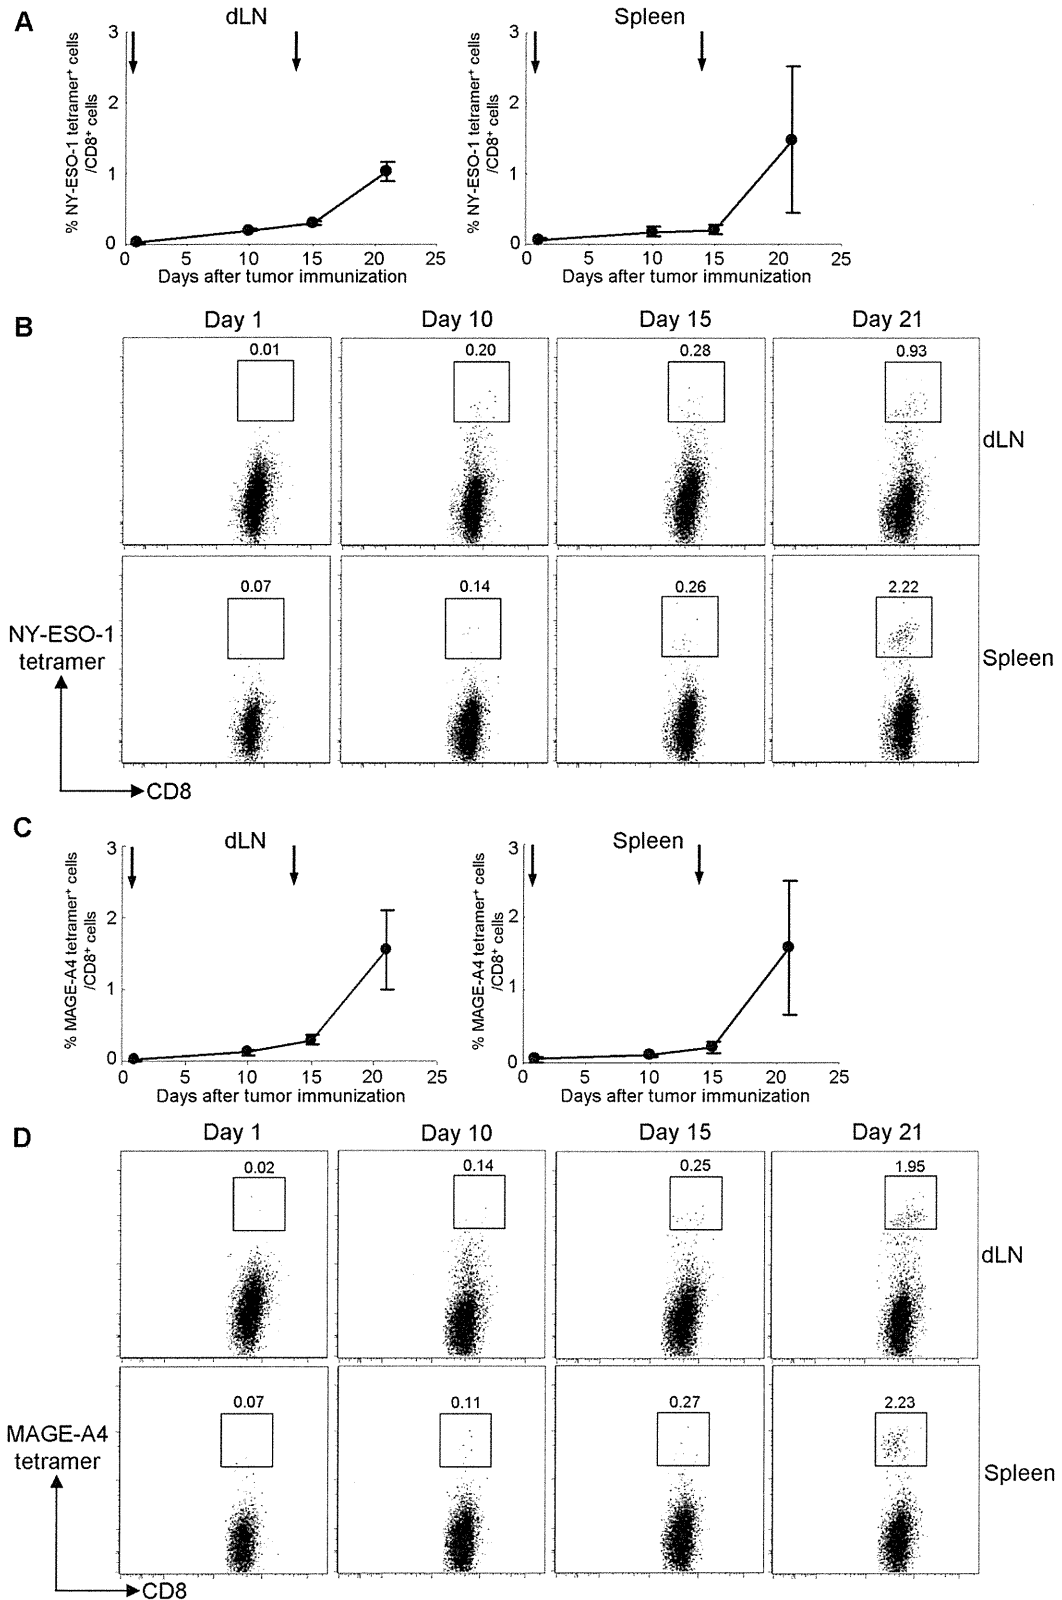 A
dLN
Spleen
% NY-ESO-1 tetramer⁺ cells
/CD8⁺ cells
3
2
1
0
0 5 10 15 20 25
Days after tumor immunization
% NY-ESO-1 tetramer⁺ cells
/CD8⁺ cells
3
2
1
0
0 5 10 15 20 25
Days after tumor immunization
B
Day 1 Day 10 Day 15 Day 21
0.01 0.20 0.28 0.93
dLN
0.07 0.14 0.26 2.22
NY-ESO-1
tetramer
Spleen
CD8
C
dLN
Spleen
% MAGE-A4 tetramer⁺ cells
/CD8⁺ cells
3
2
1
0
0 5 10 15 20 25
Days after tumor immunization
% MAGE-A4 tetramer⁺ cells
/CD8⁺ cells
3
2
1
0
0 5 10 15 20 25
Days after tumor immunization
D
Day 1 Day 10 Day 15 Day 21
0.02 0.14 0.25 1.95
dLN
0.07 0.11 0.27 2.23
MAGE-A4
tetramer
Spleen
CD8